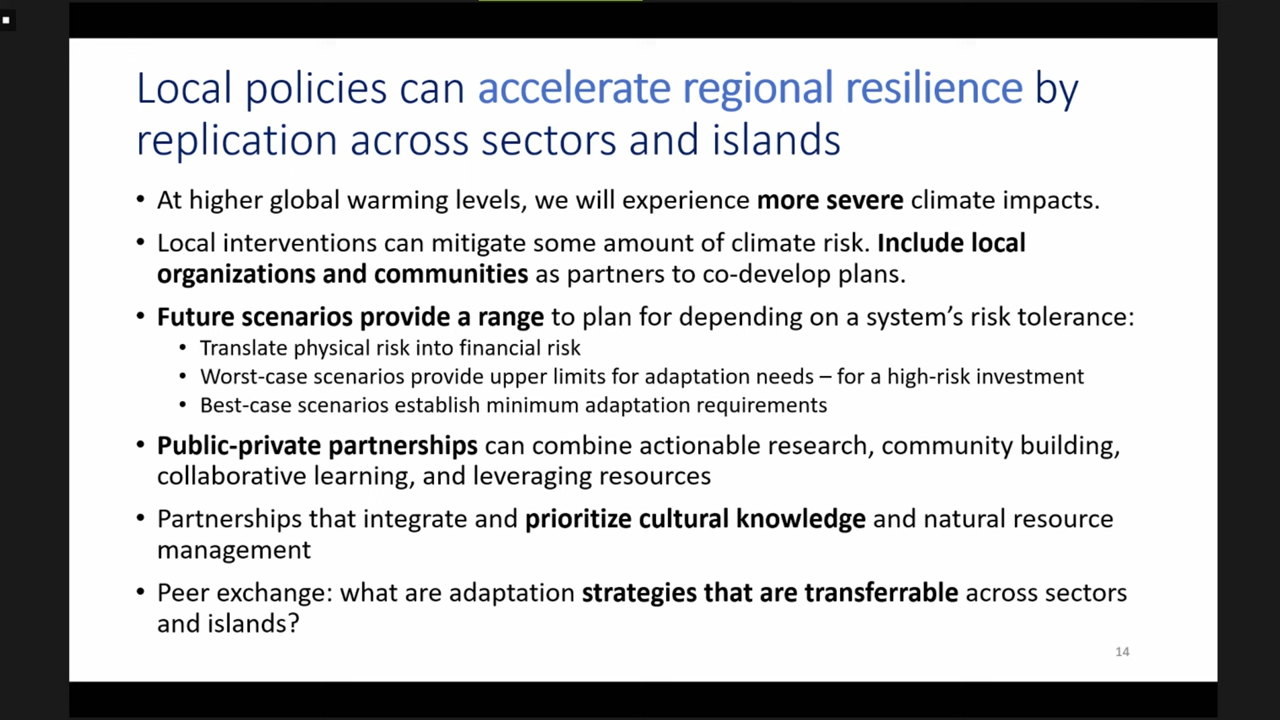 Local policies can accelerate regional resilience by
replication across sectors and islands
• At higher global warming levels, we will experience more severe climate impacts.
• Local interventions can mitigate some amount of climate risk. Include local
organizations and communities as partners to co-develop plans.
• Future scenarios provide a range to plan for depending on a system’s risk tolerance:
• Translate physical risk into financial risk
• Worst-case scenarios provide upper limits for adaptation needs – for a high-risk investment
• Best-case scenarios establish minimum adaptation requirements
• Public-private partnerships can combine actionable research, community building,
collaborative learning, and leveraging resources
• Partnerships that integrate and prioritize cultural knowledge and natural resource
management
• Peer exchange: what are adaptation strategies that are transferrable across sectors
and islands?
14